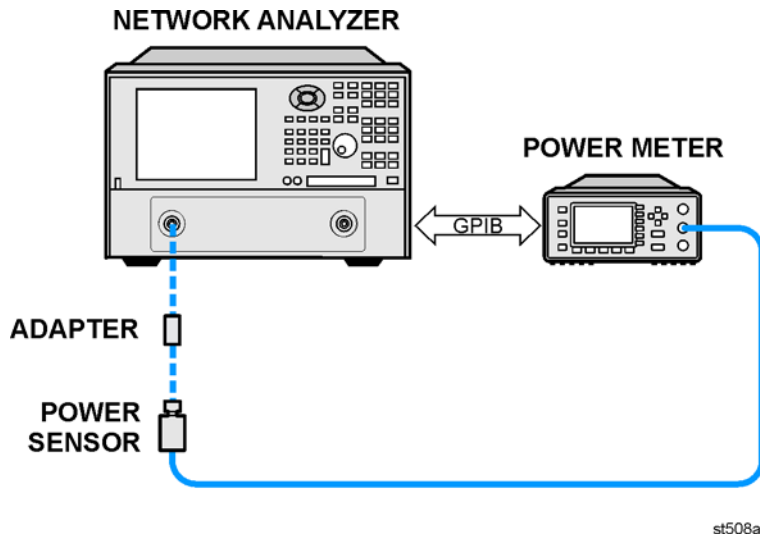 NETWORK ANALYZER
POWER METER
GPIB
ADAPTER
POWER
SENSOR
st508a